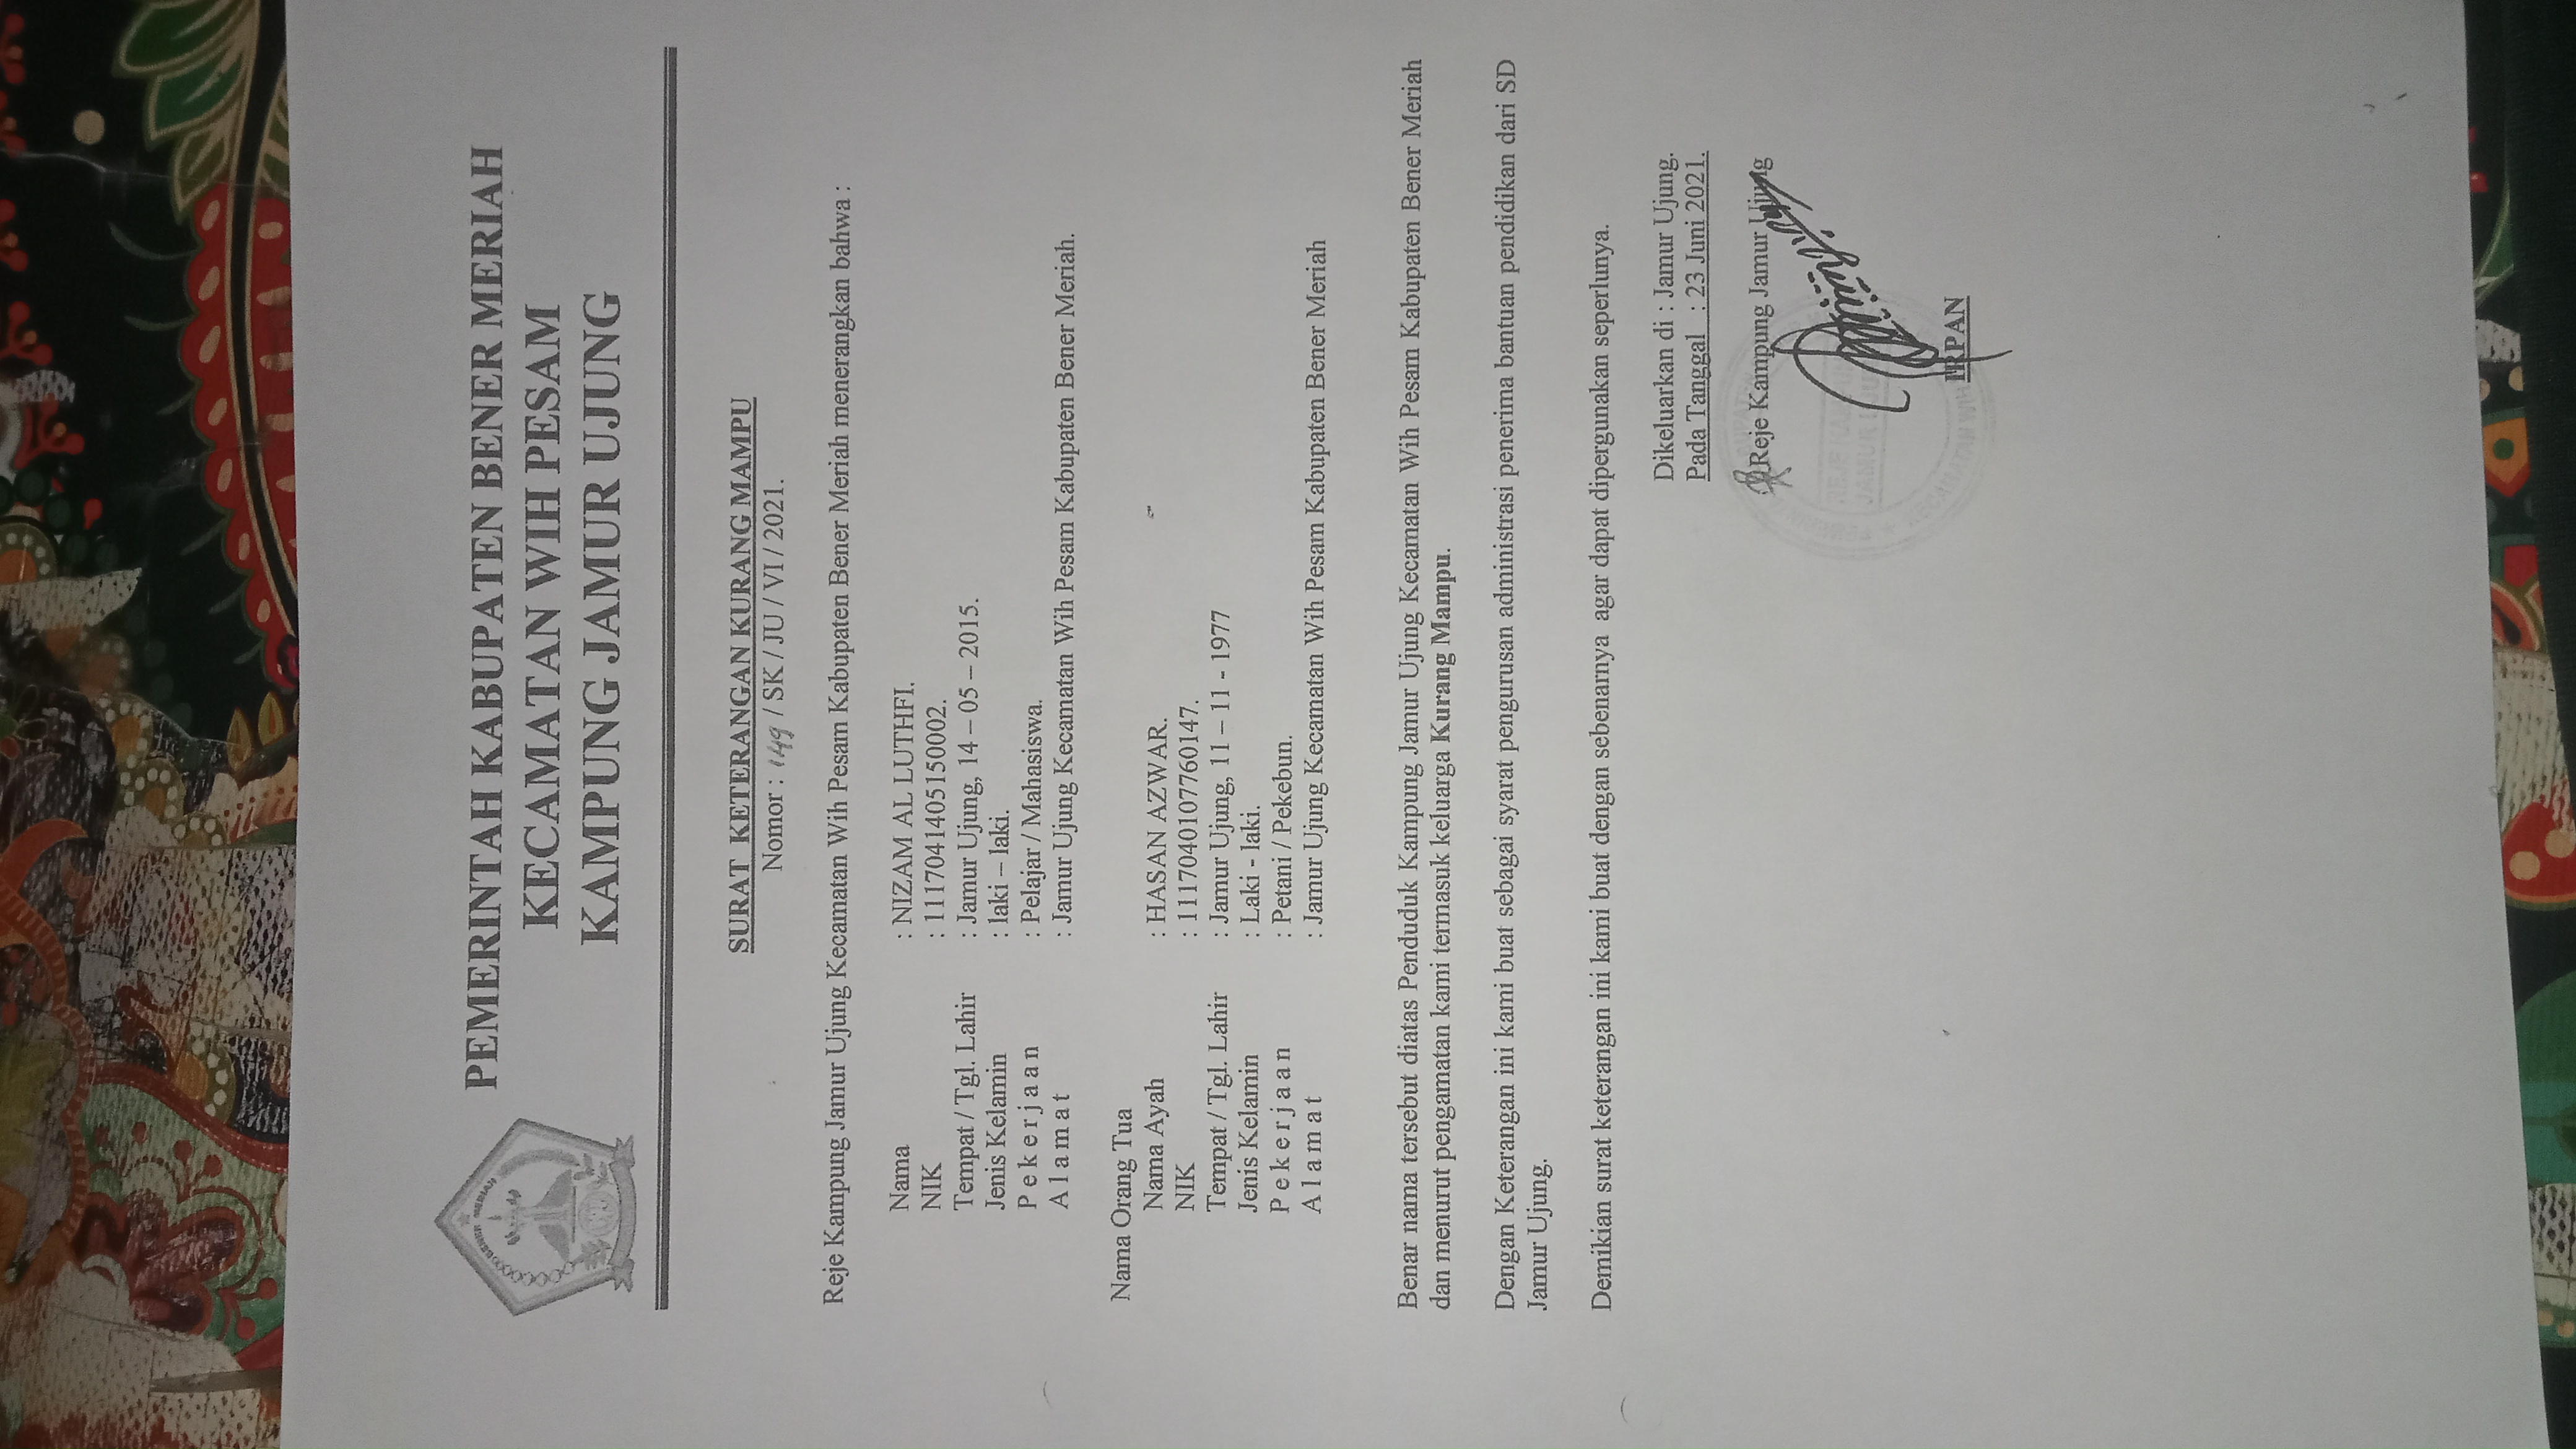 PEMERINTAH KABUPATEN BENER MERIAH
KECAMATAN WIH PESAM
KAMPUNG JAMUR UJUNG
BENER MERIAH
SURAT KETERANGAN KURANG MAMPU
Nomor : 149 / SK / JU / VI / 2021.
Reje Kampung Jamur Ujung Kecamatan Wih Pesam Kabupaten Bener Meriah menerangkan bahwa :
Nama : NIZAM AL LUTHFI.
NIK : 1117041405150002.
Tempat / Tgl. Lahir : Jamur Ujung, 14 – 05 – 2015.
Jenis Kelamin : laki – laki.
P e k e r j a a n : Pelajar / Mahasiswa.
A l a m a t : Jamur Ujung Kecamatan Wih Pesam Kabupaten Bener Meriah.
Nama Orang Tua
Nama Ayah : HASAN AZWAR.
NIK : 1117040107760147.
Tempat / Tgl. Lahir : Jamur Ujung, 11 – 11 - 1977
Jenis Kelamin : Laki - laki.
P e k e r j a a n : Petani / Pekebun.
A l a m a t : Jamur Ujung Kecamatan Wih Pesam Kabupaten Bener Meriah
Benar nama tersebut diatas Penduduk Kampung Jamur Ujung Kecamatan Wih Pesam Kabupaten Bener Meriah
dan menurut pengamatan kami termasuk keluarga Kurang Mampu.
Dengan Keterangan ini kami buat sebagai syarat pengurusan administrasi penerima bantuan pendidikan dari SD
Jamur Ujung.
Demikian surat keterangan ini kami buat dengan sebenarnya agar dapat dipergunakan seperlunya.
Dikeluarkan di : Jamur Ujung.
Pada Tanggal : 23 Juni 2021.
Reje Kampung Jamur Ujung
REJE KAMPUNG
JAMUR UJUNG
KECAMATAN WIH
IRPAN